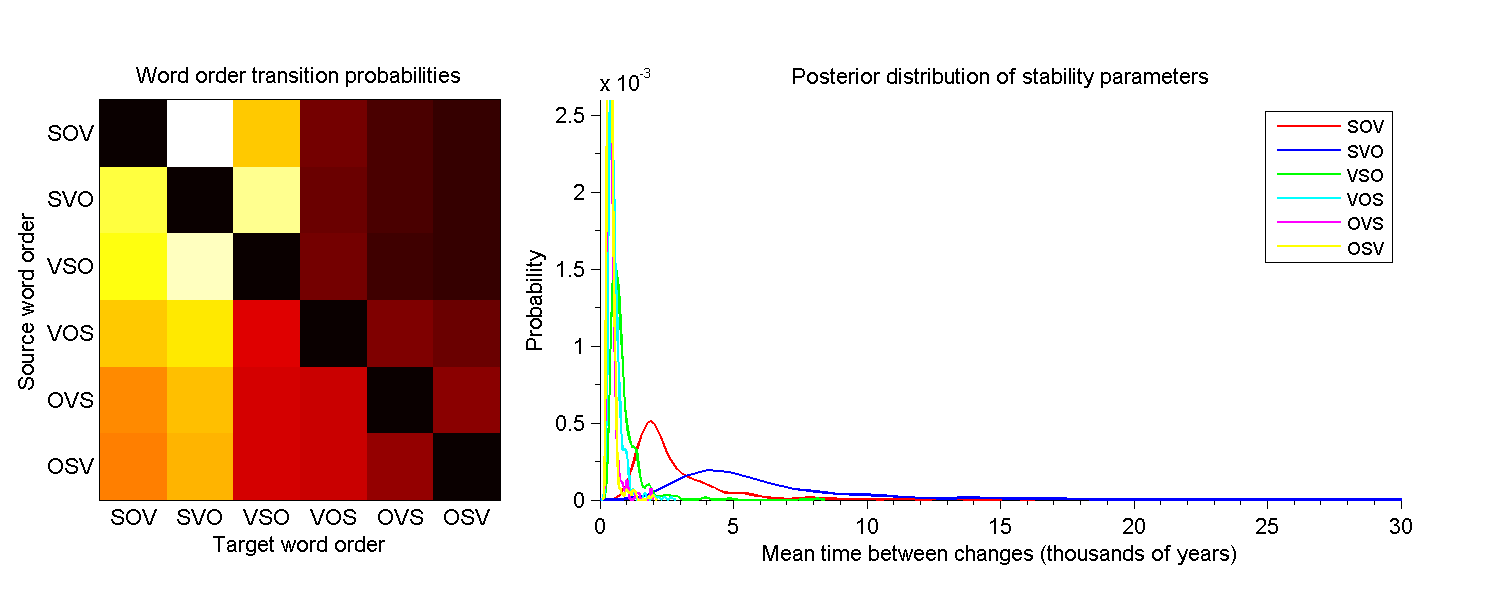 Word order transition probabilities
SOV
SVO
VSO
VOS
OVS
OSV
Source word order
SOV SVO VSO VOS OVS OSV
Target word order
Posterior distribution of stability parameters
x 10-3
2.5
2
1.5
1
0.5
0
Probability
0 5 10 15 20 25 30
Mean time between changes (thousands of years)
SOV
SVO
VSO
VOS
OVS
OSV